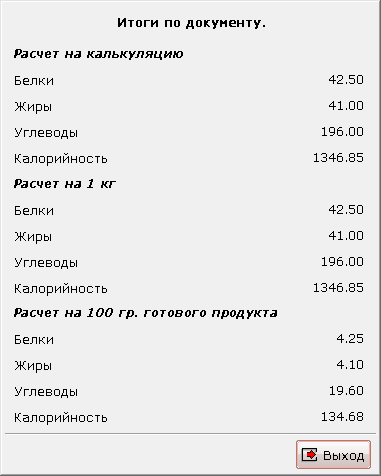 Итоги по документу.
Расчет на калькуляцию
Белки 42.50
Жиры 41.00
Углеводы 196.00
Калорийность 1346.85
Расчет на 1 кг
Белки 42.50
Жиры 41.00
Углеводы 196.00
Калорийность 1346.85
Расчет на 100 гр. готового продукта
Белки 4.25
Жиры 4.10
Углеводы 19.60
Калорийность 134.68
Выход